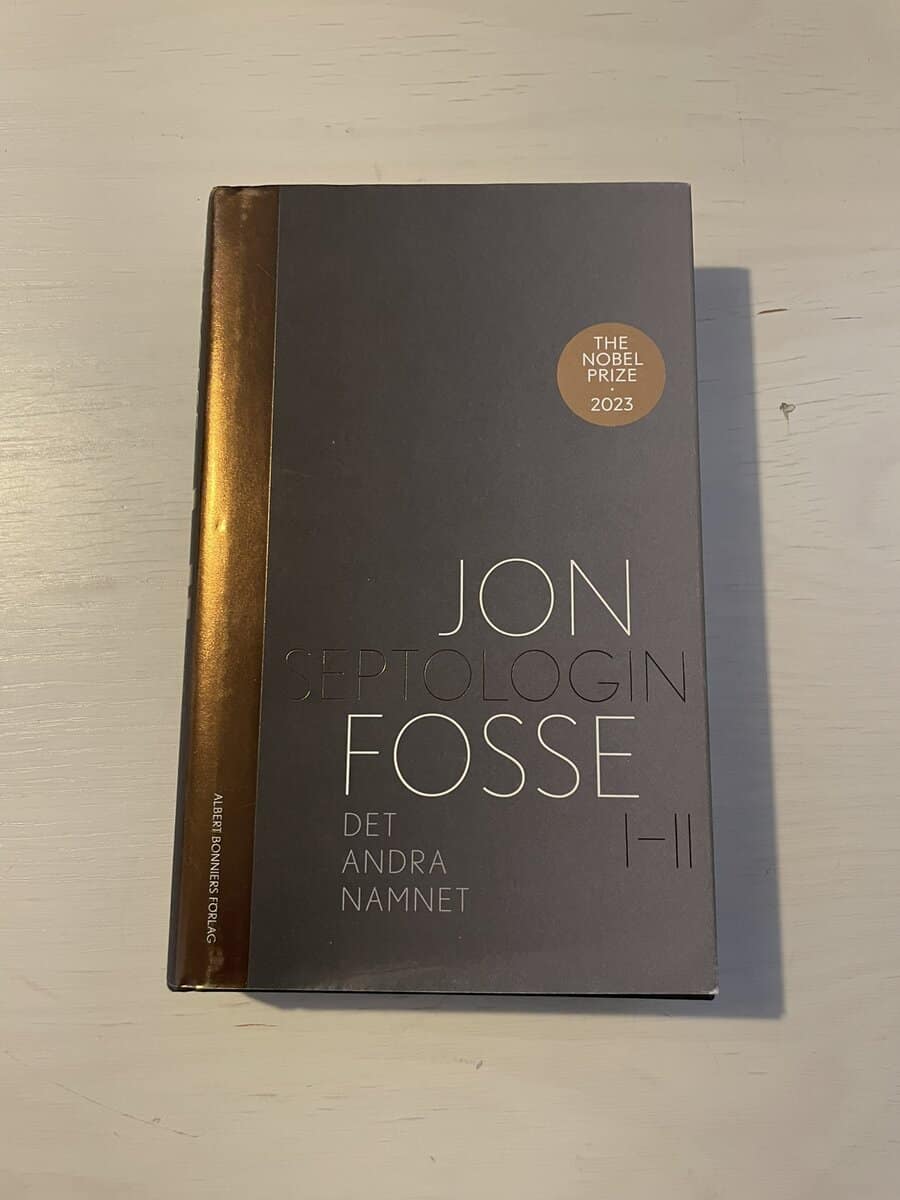 THE
NOBEL
PRIZE
·
2023
JON
SEPTOLOGIN
FOSSE
I–II
DET
ANDRA
NAMNET
ALBERT BONNIERS FÖRLAG